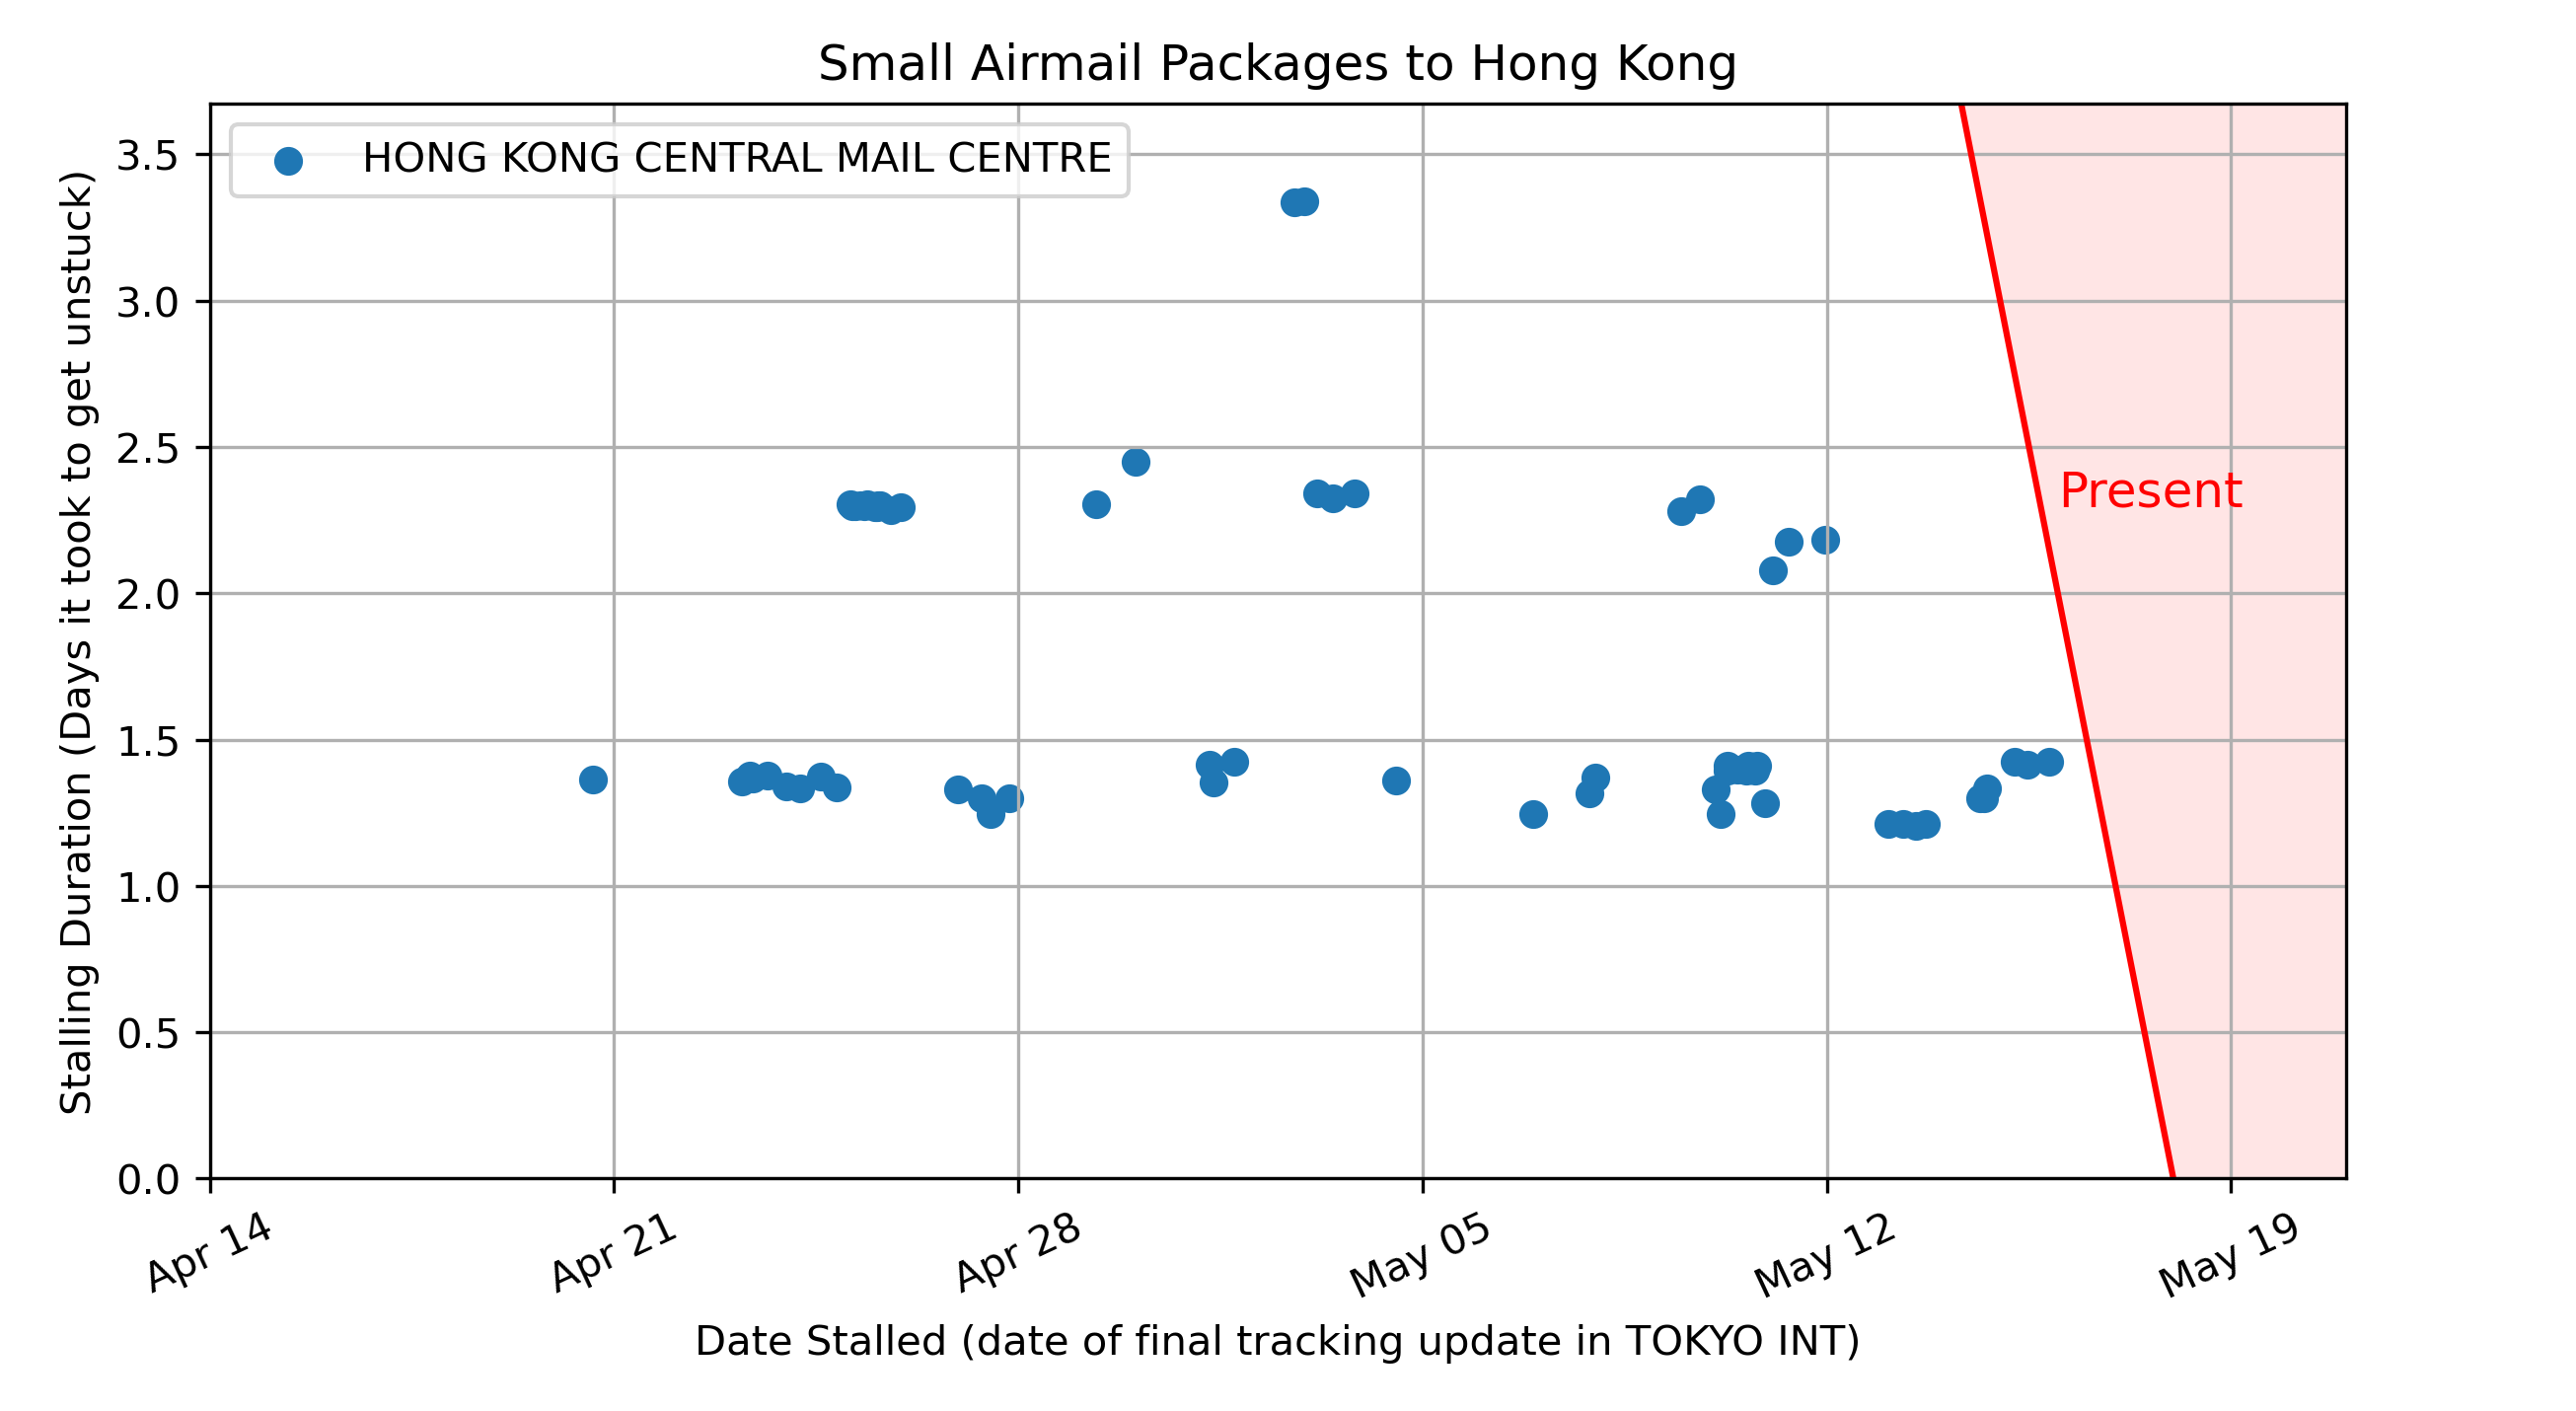 Small Airmail Packages to Hong Kong
HONG KONG CENTRAL MAIL CENTRE
Stalling Duration (Days it took to get unstuck)
3.5
3.0
2.5
2.0
1.5
1.0
0.5
0.0
Present
Apr 14
Apr 21
Apr 28
May 05
May 12
May 19
Date Stalled (date of final tracking update in TOKYO INT)